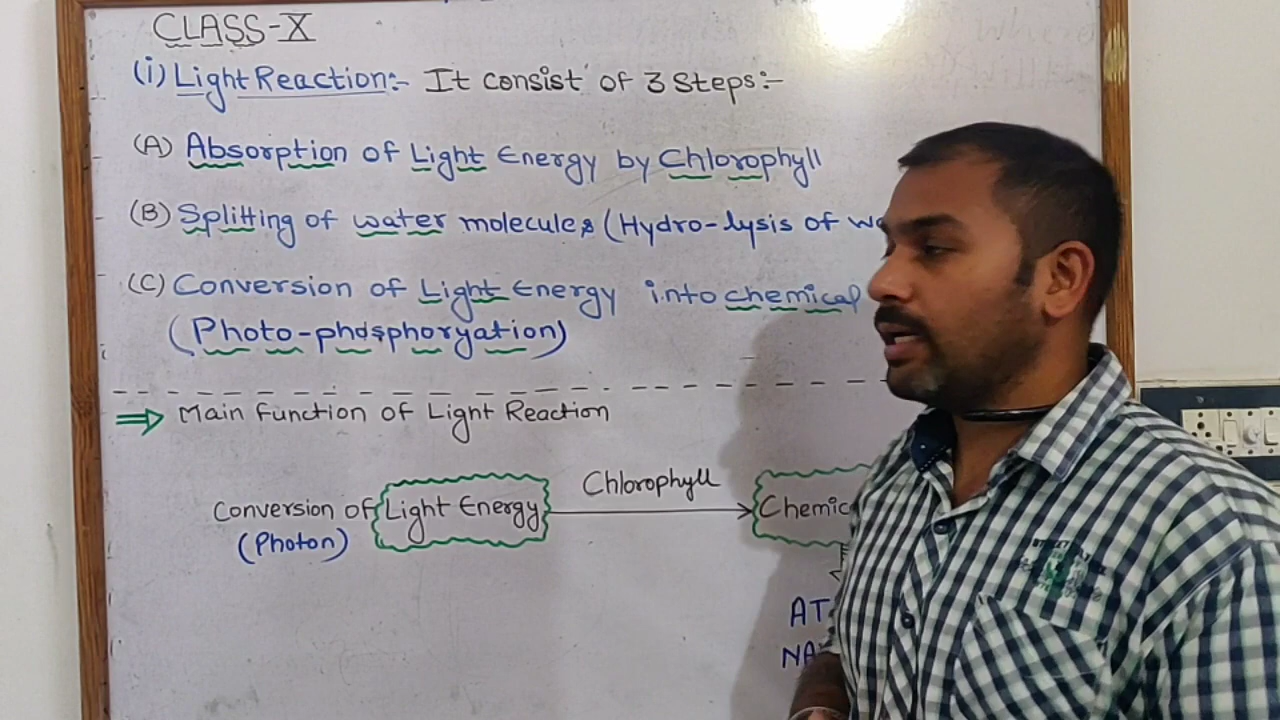 CLASS-X
(i) Light Reaction:- It consist of 3 Steps:-
(A) Absorption of Light Energy by Chlorophyll
(B) Splitting of water molecules (Hydro-lysis of
(C) Conversion of Light Energy into chemical
(Photo-phosphoryation)
⇒ Main Function of Light Reaction
Chlorophyll
Conversion of Light Energy
(Photon)